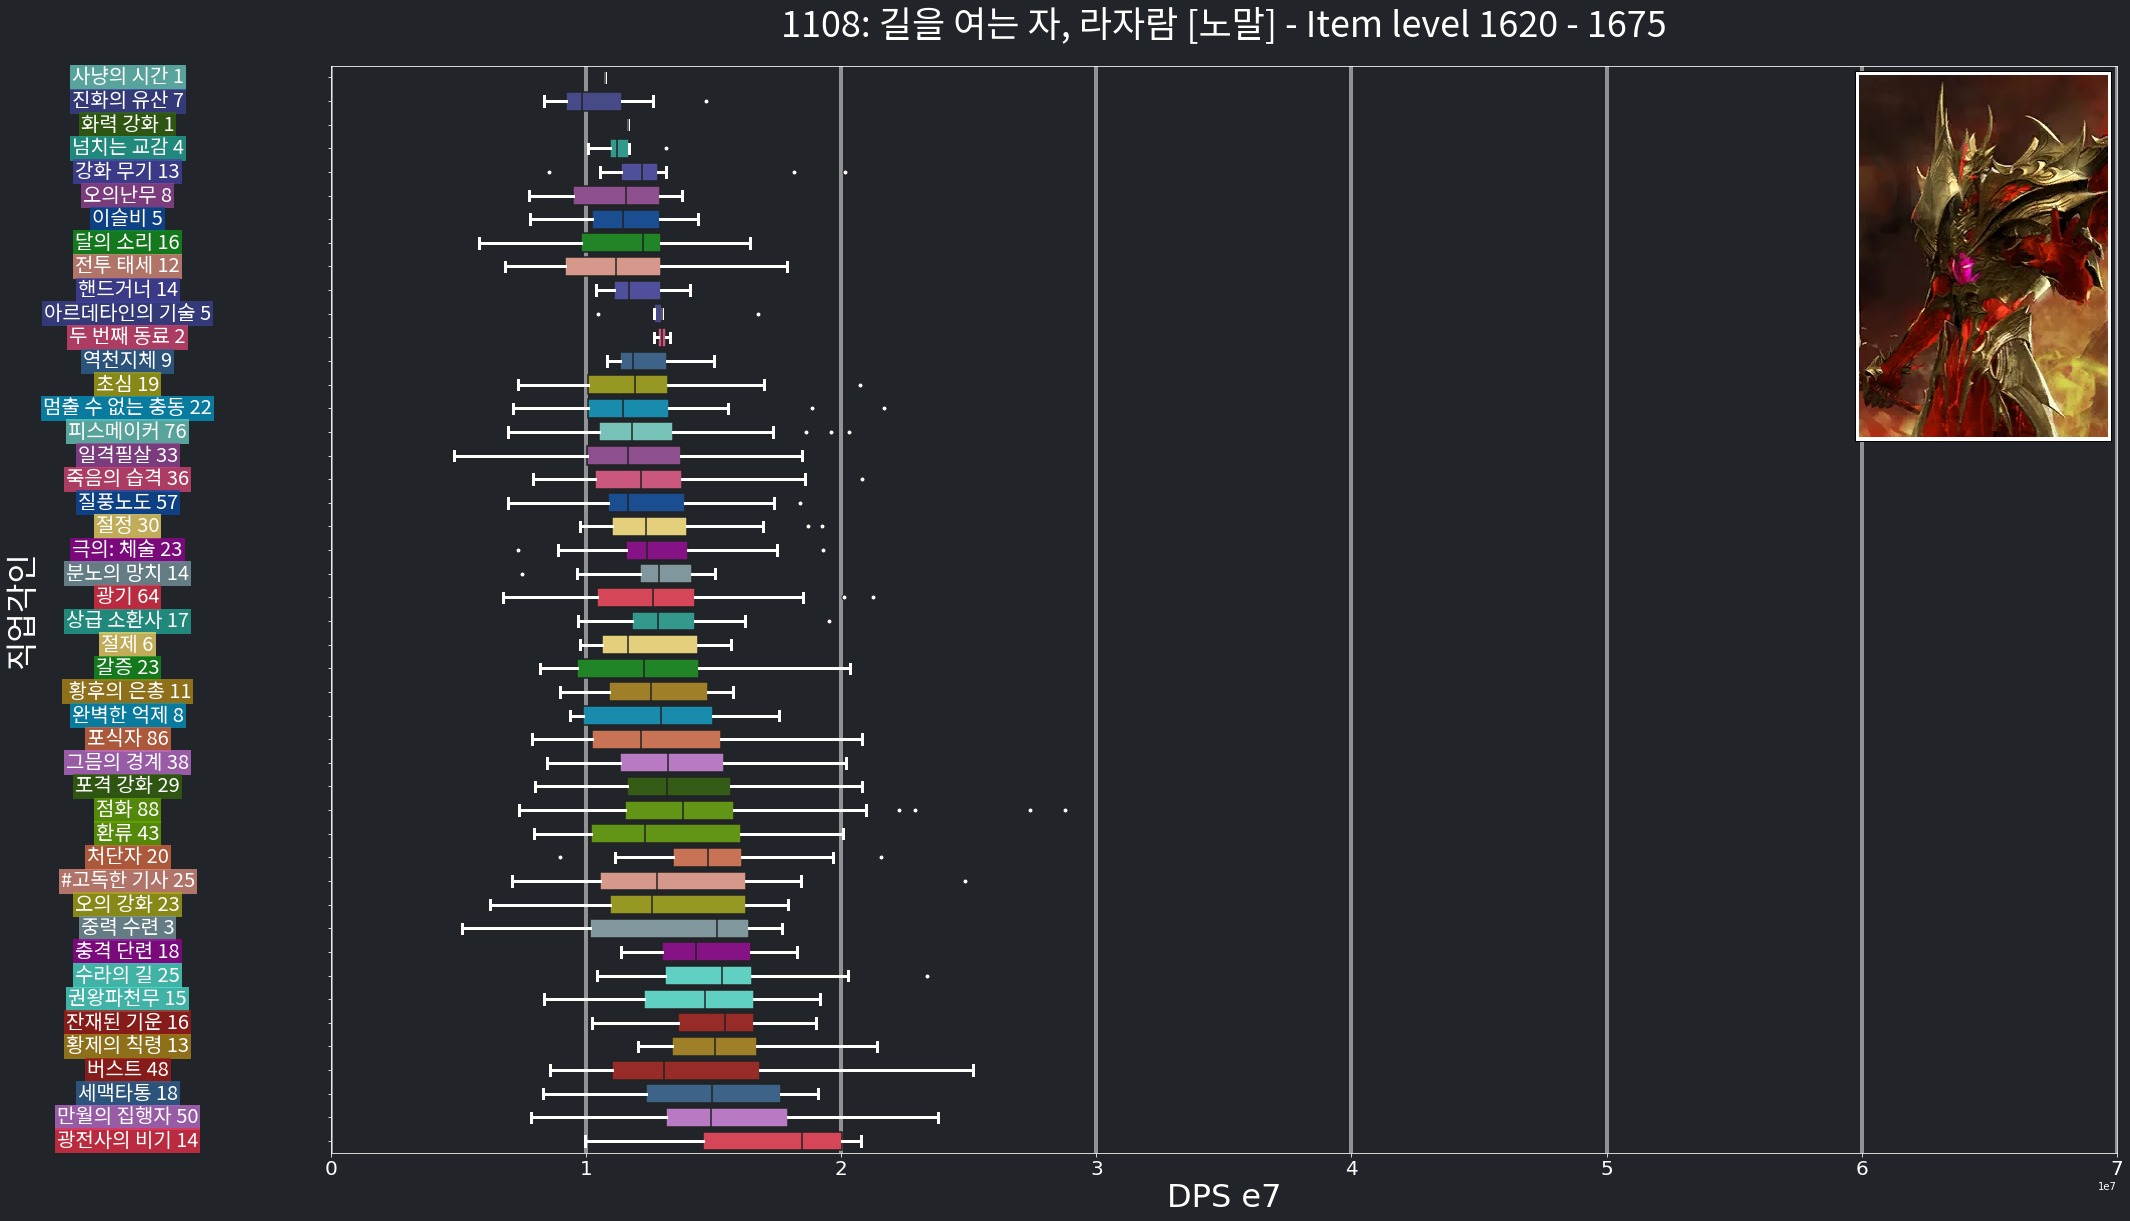 1108: 길을 여는 자, 라자람 [노말] - Item level 1620 - 1675
사냥의 시간 1
진화의 유산 7
화력 강화 1
넘치는 교감 4
강화 무기 13
오의난무 8
이슬비 5
달의 소리 16
전투 태세 12
핸드거너 14
아르데타인의 기술 5
두 번째 동료 2
역천지체 9
초심 19
멈출 수 없는 충동 22
피스메이커 76
일격필살 33
죽음의 습격 36
질풍노도 57
절정 30
극의: 체술 23
분노의 망치 14
광기 64
상급 소환사 17
절제 6
갈증 23
황후의 은총 11
완벽한 억제 8
포식자 86
그믐의 경계 38
포격 강화 29
점화 88
환류 43
처단자 20
#고독한 기사 25
오의 강화 23
중력 수련 3
충격 단련 18
수라의 길 25
권왕파천무 15
잔재된 기운 16
황제의 칙령 13
버스트 48
세맥타통 18
만월의 집행자 50
광전사의 비기 14
직업각인
0 1 2 3 4 5 6 7
1e7
DPS e7